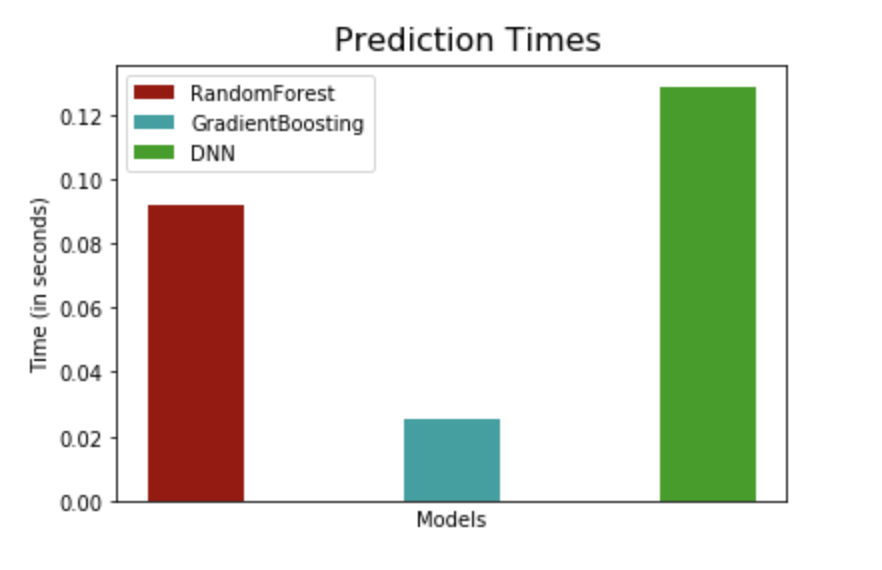 Prediction Times
RandomForest
GradientBoosting
DNN
0.12
0.10
0.08
0.06
0.04
0.02
0.00
Time (in seconds)
Models